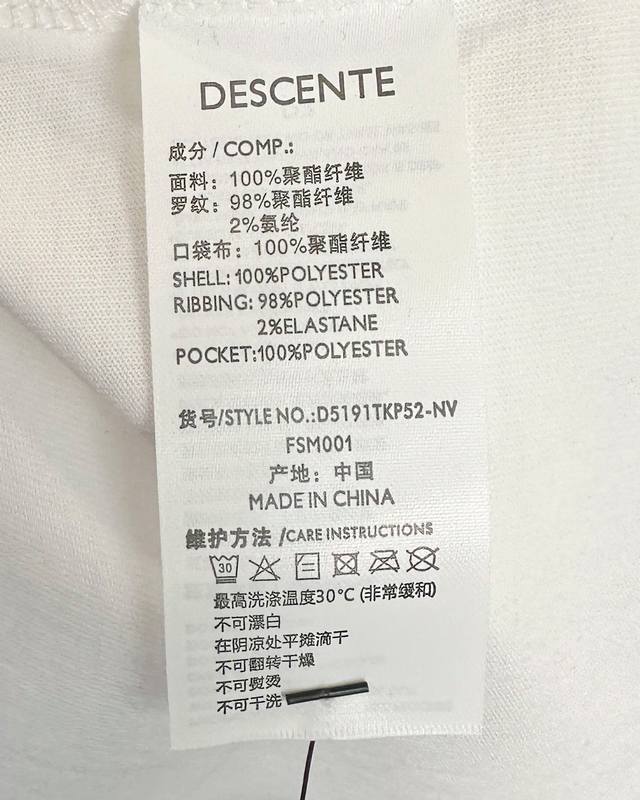 DESCENTE
成分 / COMP.:
面料：100%聚酯纤维
罗纹：98%聚酯纤维
2%氨纶
口袋布：100%聚酯纤维
SHELL:100%POLYESTER
RIBBING:98%POLYESTER
2%ELASTANE
POCKET:100%POLYESTER
货号/STYLE NO.:D5191TKP52-NV
FSM001
产地：中国
MADE IN CHINA
维护方法 /CARE INSTRUCTIONS
30
最高洗涤温度30°C (非常缓和)
不可漂白
在阴凉处平摊滴干
不可翻转干燥
不可熨烫
不可干洗